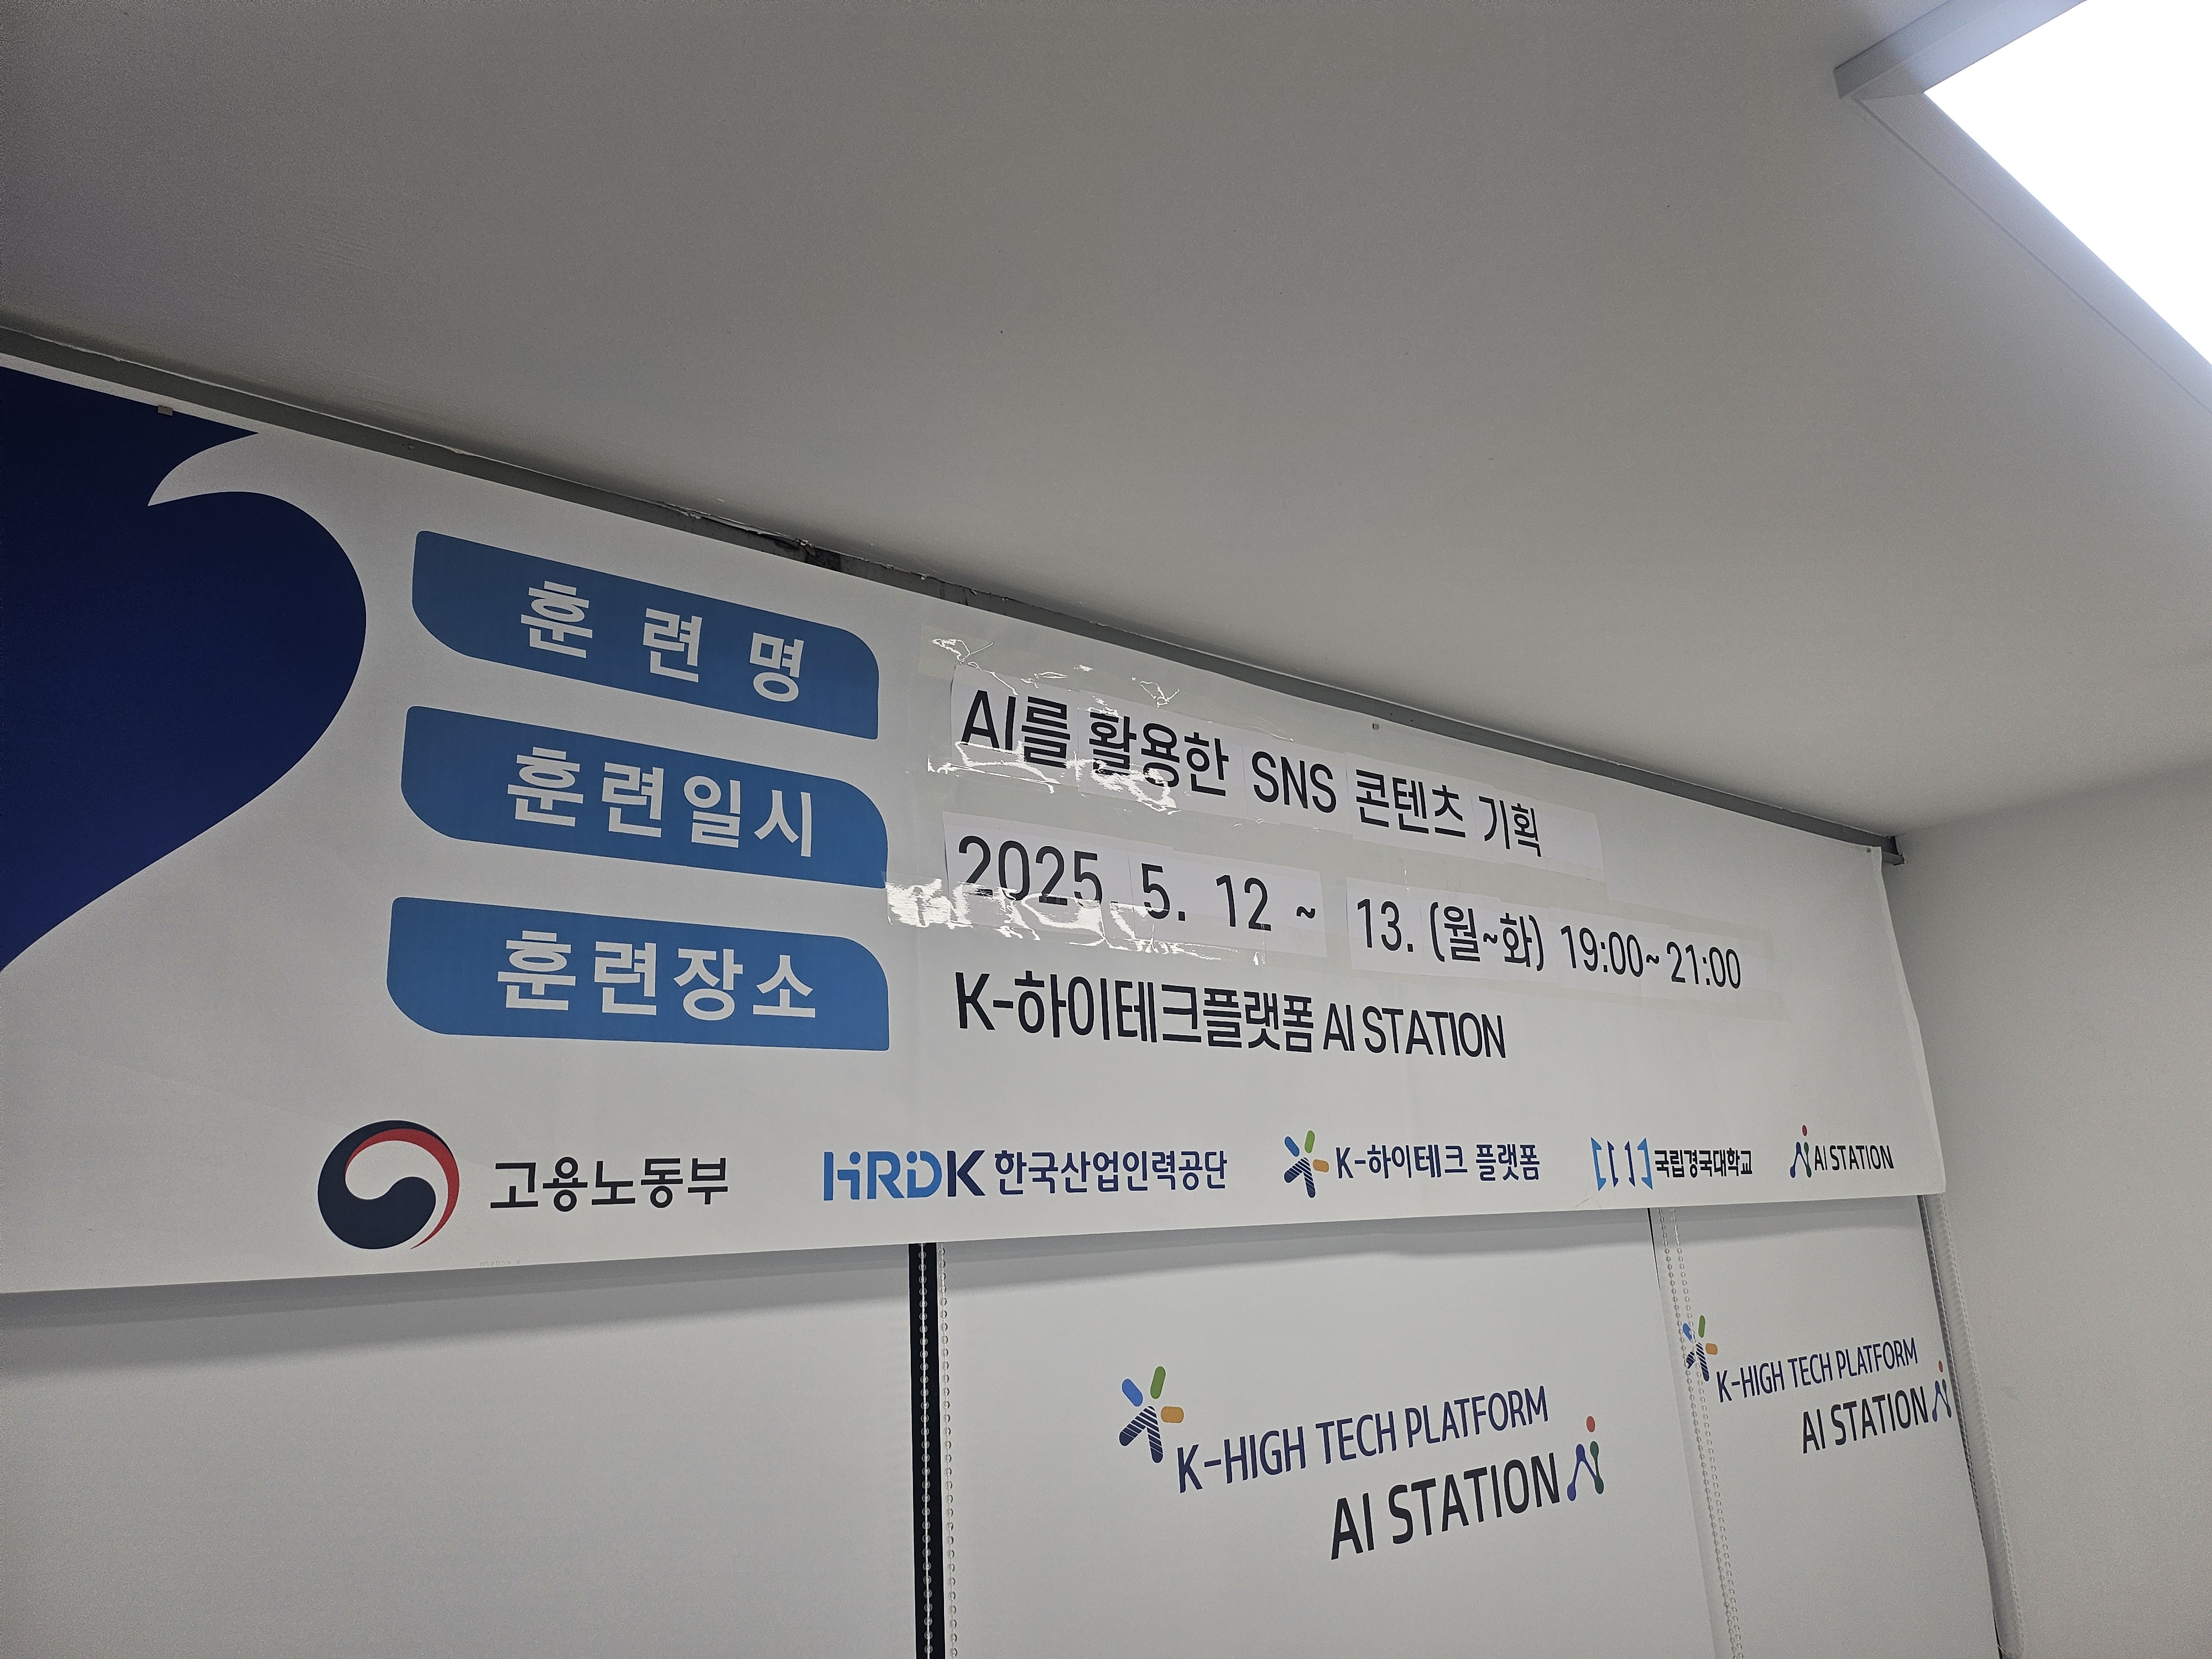 훈 련 명
AI를 활용한 SNS 콘텐츠 기획
훈련일시
2025. 5. 12 ~ 13. (월~화) 19:00~21:00
훈련장소
K-하이테크플랫폼 AI STATION
고용노동부
HRDK 한국산업인력공단
K-하이테크 플랫폼
국립경국대학교
AI STATION
K-HIGH TECH PLATFORM
AI STATION
K-HIGH TECH PLATFORM
AI STATION